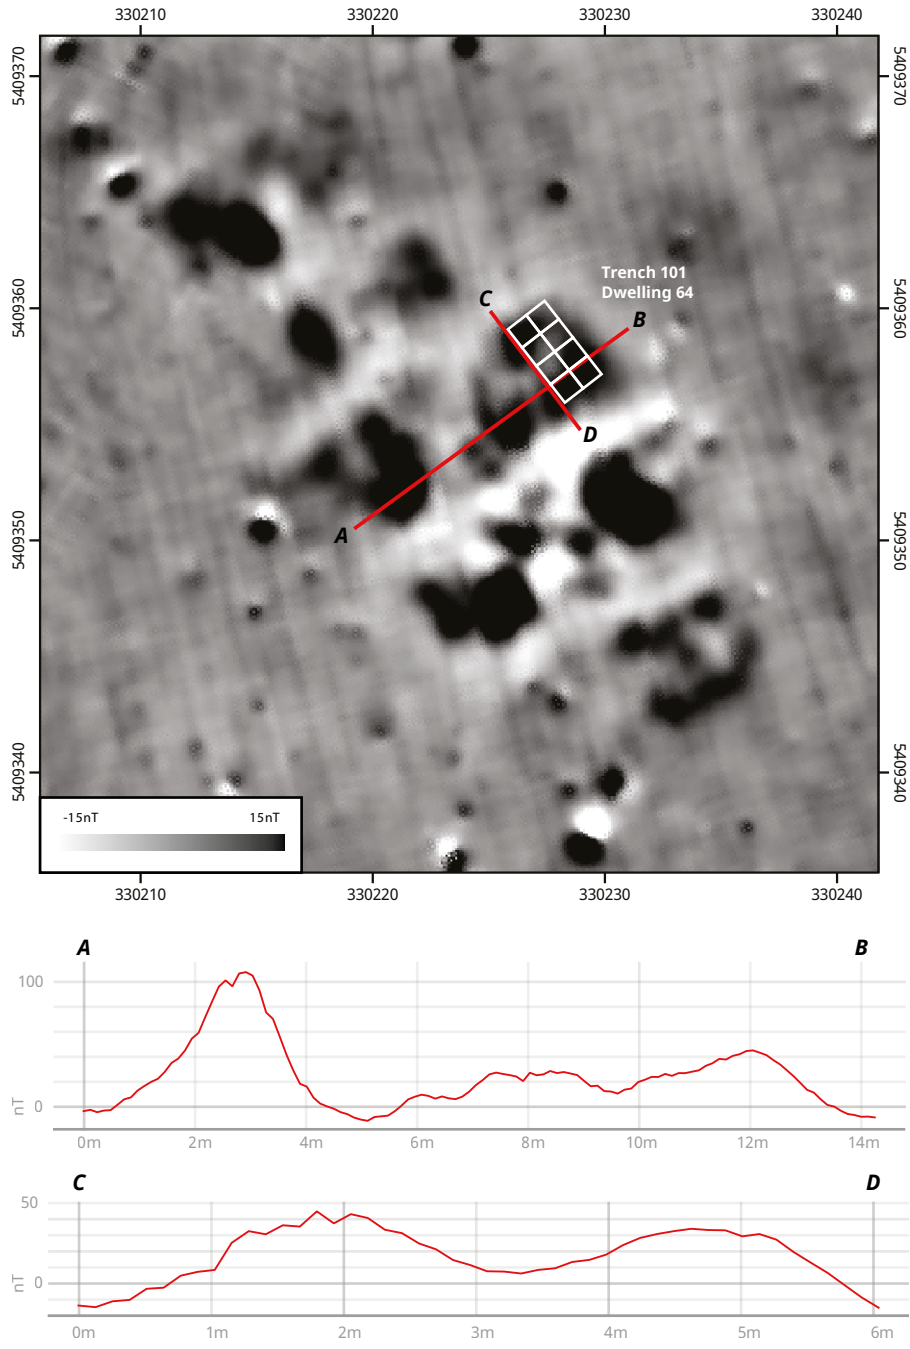 330210 330220 330230 330240
5409370 5409370
Trench 101
Dwelling 64
C
B
5409360 5409360
D
A
5409350 5409350
5409340 5409340
-15nT 15nT
330210 330220 330230 330240
A B
100
0
nT
0m 2m 4m 6m 8m 10m 12m 14m
C D
50
0
nT
0m 1m 2m 3m 4m 5m 6m